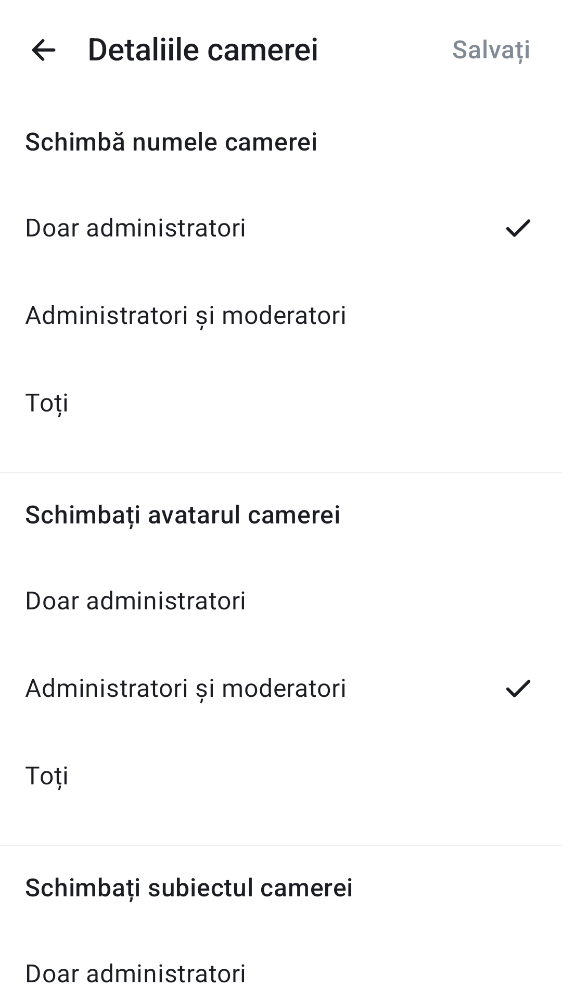 Detaliile camerei
Salvați
Schimbă numele camerei
Doar administratori
Administratori și moderatori
Toți
Schimbați avatarul camerei
Doar administratori
Administratori și moderatori
Toți
Schimbați subiectul camerei
Doar administratori